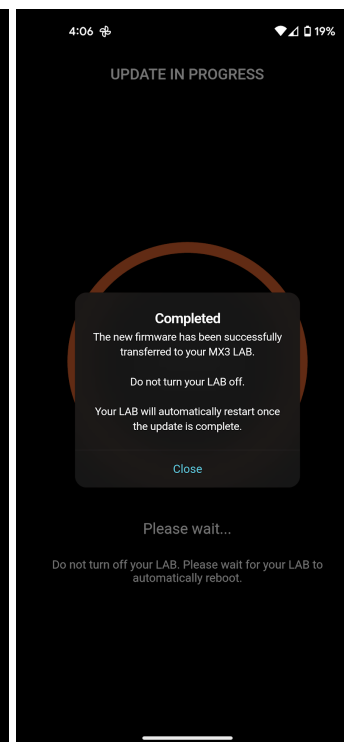 4:06
19%
UPDATE IN PROGRESS
Completed
The new firmware has been successfully
transferred to your MX3 LAB.
Do not turn your LAB off.
Your LAB will automatically restart once
the update is complete.
Close
Please wait...
Do not turn off your LAB. Please wait for your LAB to
automatically reboot.